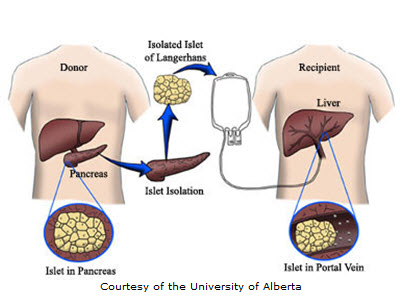 Isolated Islet
of Langerhans
Donor
Recipient
Liver
Pancreas
Islet Isolation
Islet in Pancreas
Islet in Portal Vein
Courtesy of the University of Alberta